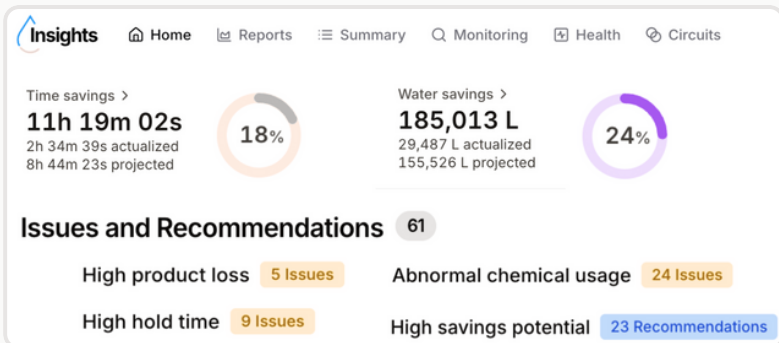 Insights Home Reports Summary Monitoring Health Circuits
Time savings >
11h 19m 02s
2h 34m 39s actualized
8h 44m 23s projected
18%
Water savings >
185,013 L
29,487 L actualized
155,526 L projected
24%
Issues and Recommendations 61
High product loss 5 Issues
Abnormal chemical usage 24 Issues
High hold time 9 Issues
High savings potential 23 Recommendations